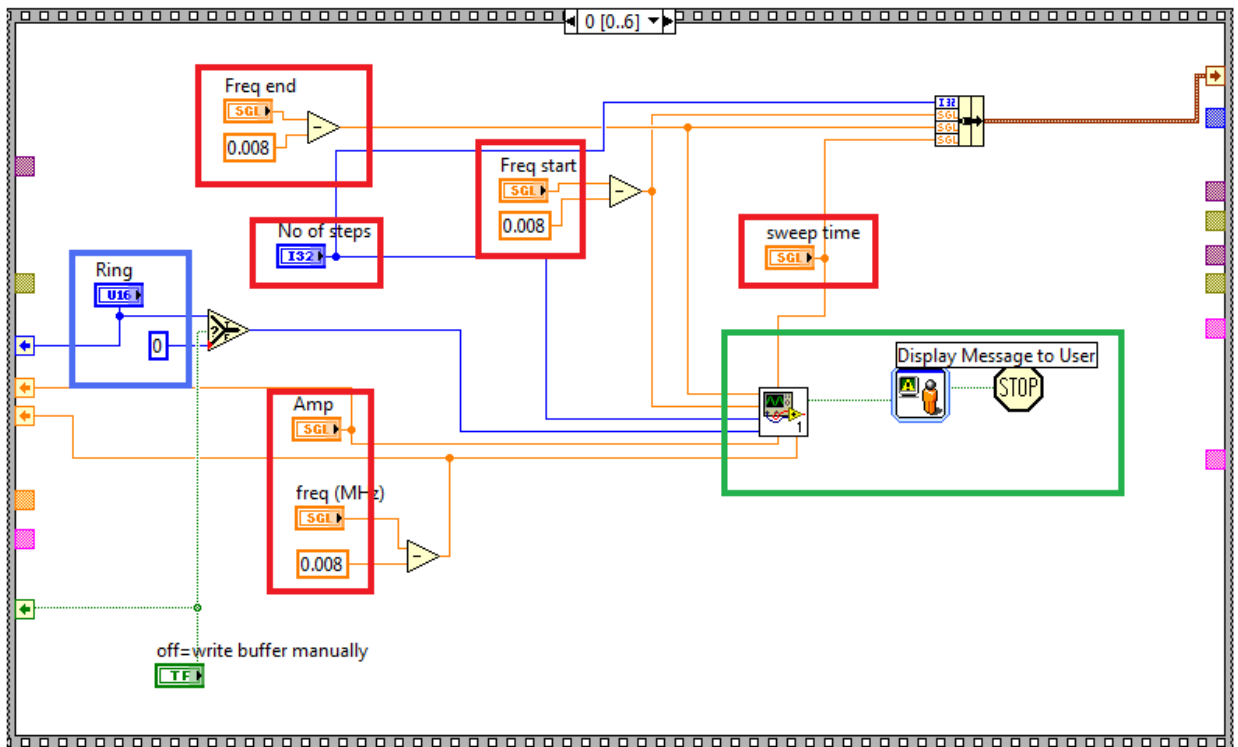 0 [0..6]
Freq end
SGL
0.008
I32
SGL
SGL
SGL
Freq start
SGL
0.008
No of steps
I32
sweep time
SGL
Ring
U16
0
?
T
F
Display Message to User
STOP
1
Amp
SGL
freq (MHz)
SGL
0.008
off=write buffer manually
TF